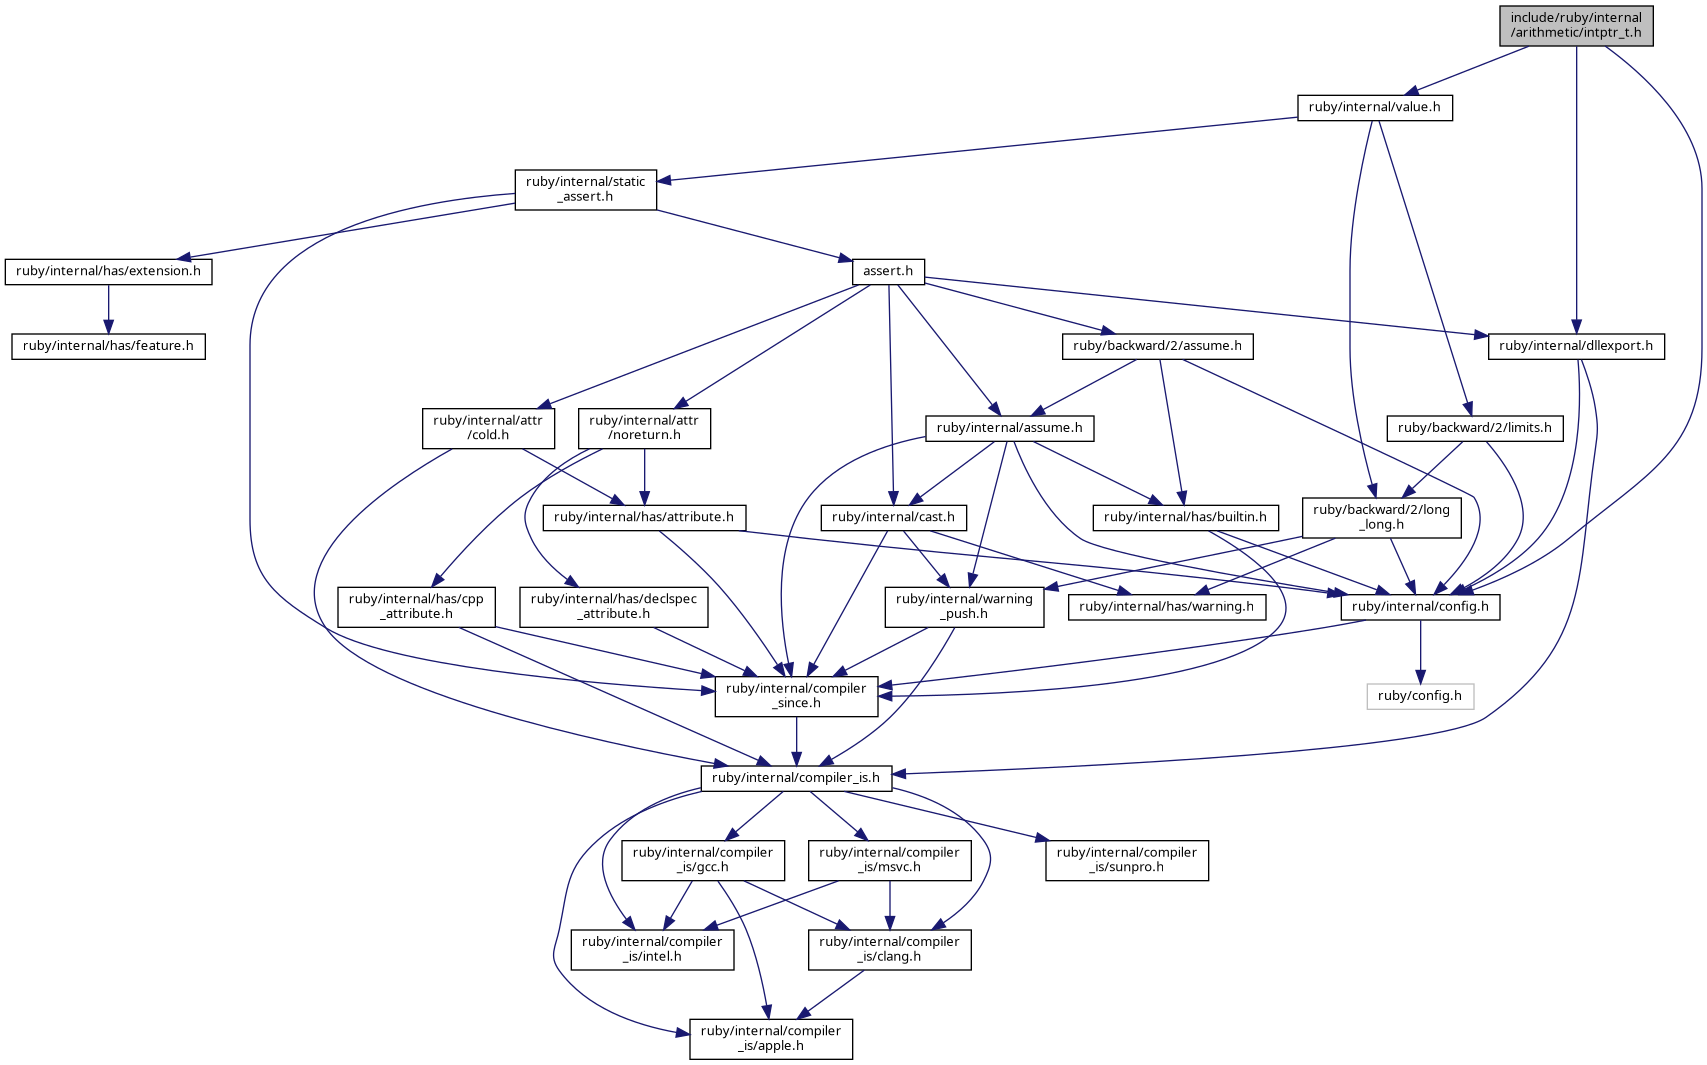 include/ruby/internal
/arithmetic/intptr_t.h
ruby/internal/value.h
ruby/internal/static
_assert.h
ruby/internal/has/extension.h
assert.h
ruby/internal/has/feature.h
ruby/backward/2/assume.h
ruby/internal/dllexport.h
ruby/internal/attr
/cold.h
ruby/internal/attr
/noreturn.h
ruby/internal/assume.h
ruby/backward/2/limits.h
ruby/internal/has/attribute.h
ruby/internal/cast.h
ruby/internal/has/builtin.h
ruby/backward/2/long
_long.h
ruby/internal/has/cpp
_attribute.h
ruby/internal/has/declspec
_attribute.h
ruby/internal/warning
_push.h
ruby/internal/has/warning.h
ruby/internal/config.h
ruby/internal/compiler
_since.h
ruby/config.h
ruby/internal/compiler_is.h
ruby/internal/compiler
_is/gcc.h
ruby/internal/compiler
_is/msvc.h
ruby/internal/compiler
_is/sunpro.h
ruby/internal/compiler
_is/intel.h
ruby/internal/compiler
_is/clang.h
ruby/internal/compiler
_is/apple.h